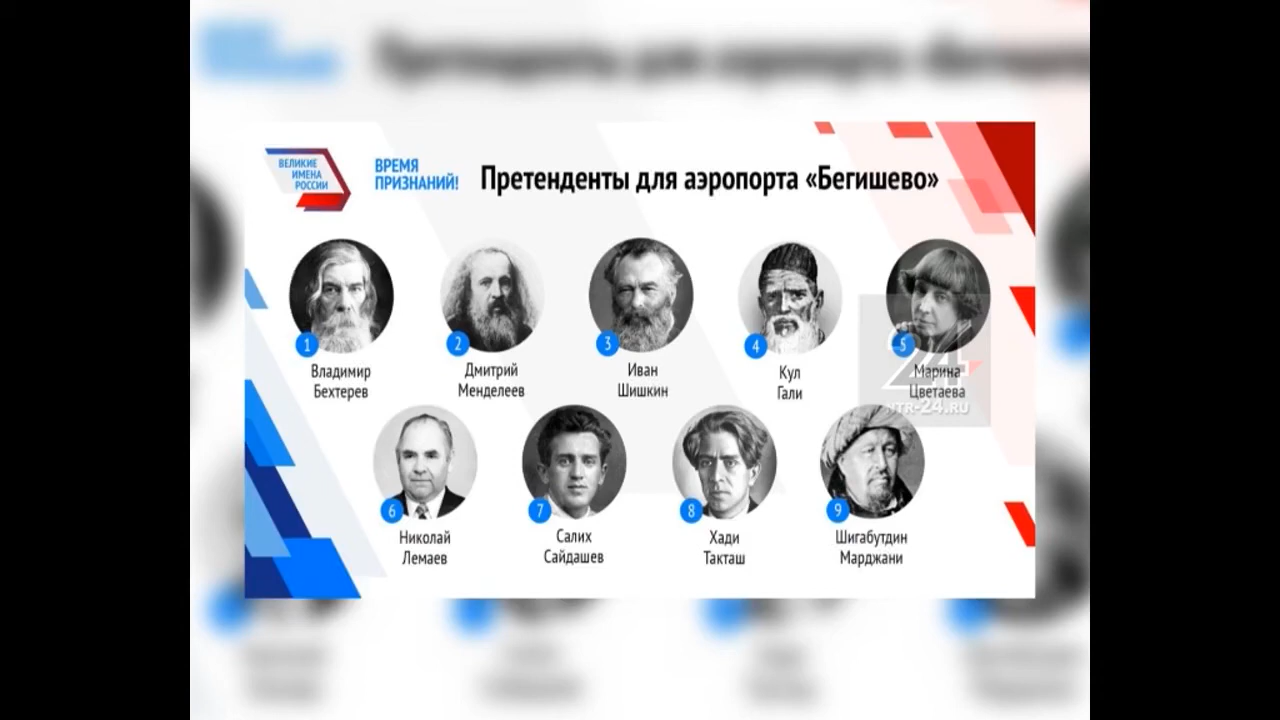 ВЕЛИКИЕ
ИМЕНА
РОССИИ
ВРЕМЯ
ПРИЗНАНИЙ!
Претенденты для аэропорта «Бегишево»
1
Владимир
Бехтерев
2
Дмитрий
Менделеев
3
Иван
Шишкин
4
Кул
Гали
5
Марина
Цветаева
24
NTR-24.RU
6
Николай
Лемаев
7
Салих
Сайдашев
8
Хади
Такташ
9
Шигабутдин
Марджани